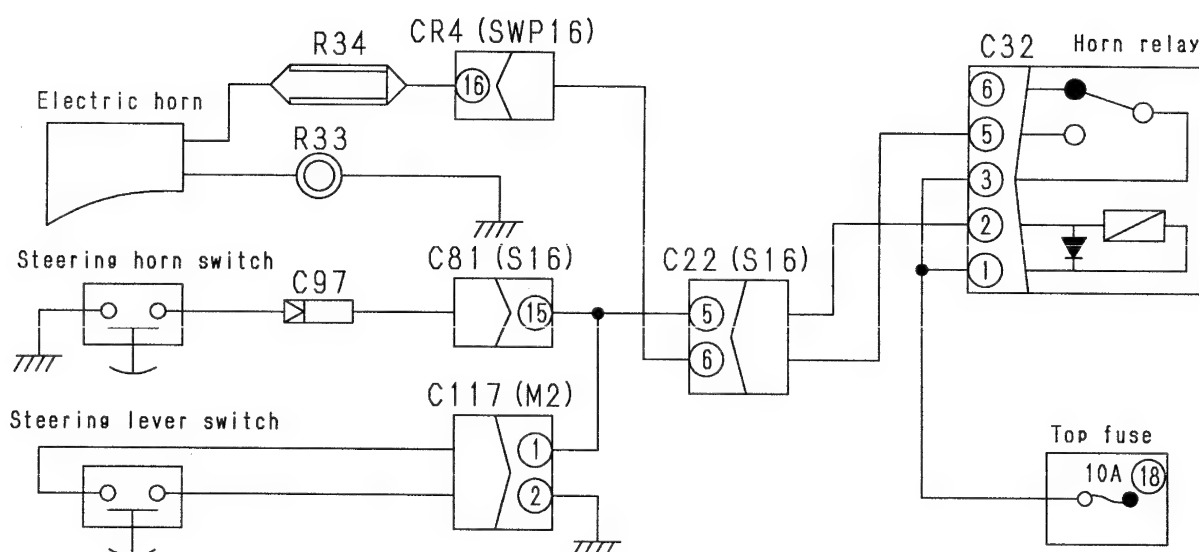 R34
CR4 (SWP16)
C32
Horn relay
16
6
Electric horn
R33
5
3
2
1
Steering horn switch
C97
C81 (S16)
15
C22 (S16)
5
6
Steering lever switch
C117 (M2)
1
2
Top fuse
10A
18